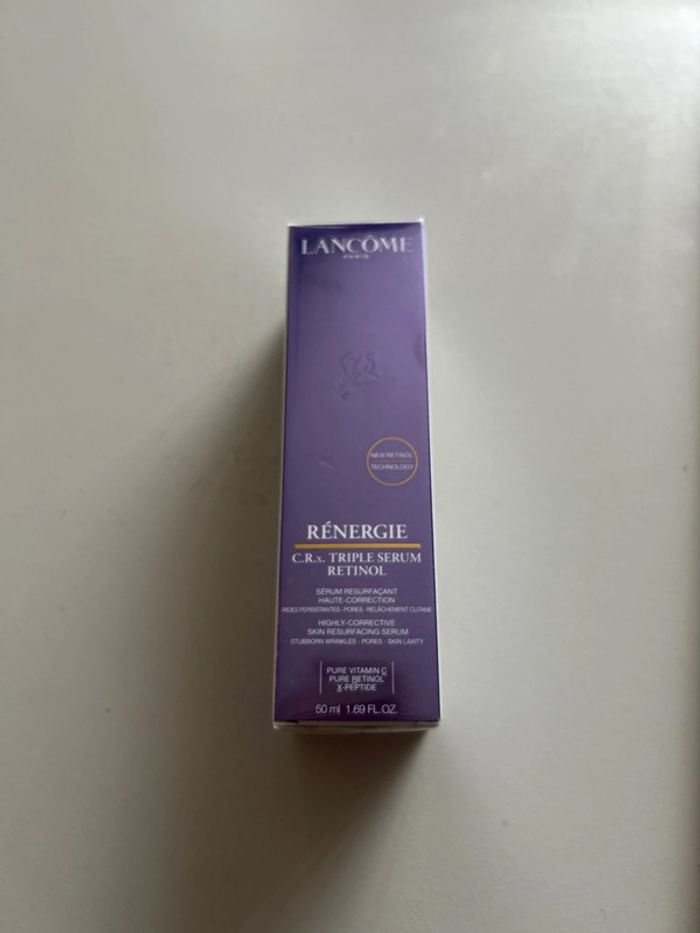 LANCÔME
PARIS
NEW RETINOL
TECHNOLOGY
RÉNERGIE
C.R.x. TRIPLE SERUM
RETINOL
SÉRUM RESURFAÇANT
HAUTE-CORRECTION
RIDES PERSISTANTES - PORES - RELÂCHEMENT CUTANÉ
HIGHLY-CORRECTIVE
SKIN RESURFACING SERUM
STUBBORN WRINKLES - PORES - SKIN LAXITY
PURE VITAMIN C
PURE RETINOL
X-PEPTIDE
50 ml 1.69 FL.OZ.